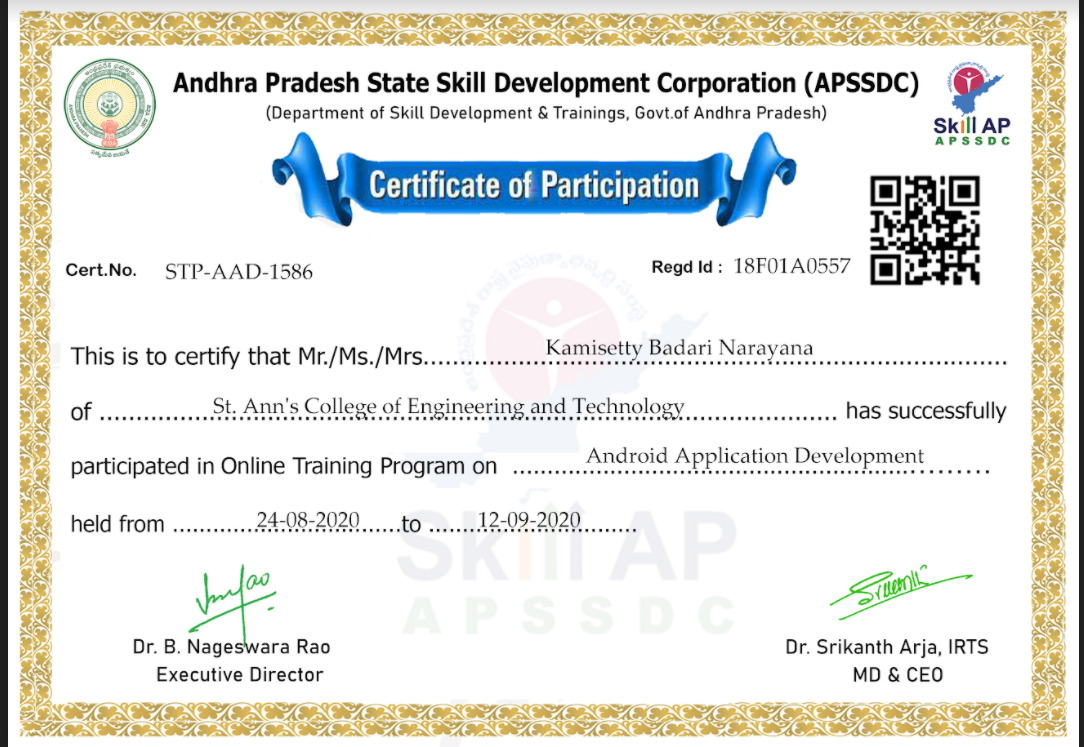 Andhra Pradesh State Skill Development Corporation (APSSDC)
(Department of Skill Development & Trainings, Govt.of Andhra Pradesh)
Skill AP
APSSDC
Certificate of Participation
Cert.No. STP-AAD-1586
Regd Id : 18F01A0557
This is to certify that Mr./Ms./Mrs. Kamisetty Badari Narayana
of St. Ann's College of Engineering and Technology has successfully
participated in Online Training Program on Android Application Development
held from 24-08-2020 to 12-09-2020
Skill AP
APSSDC
Dr. B. Nageswara Rao
Executive Director
Dr. Srikanth Arja, IRTS
MD & CEO